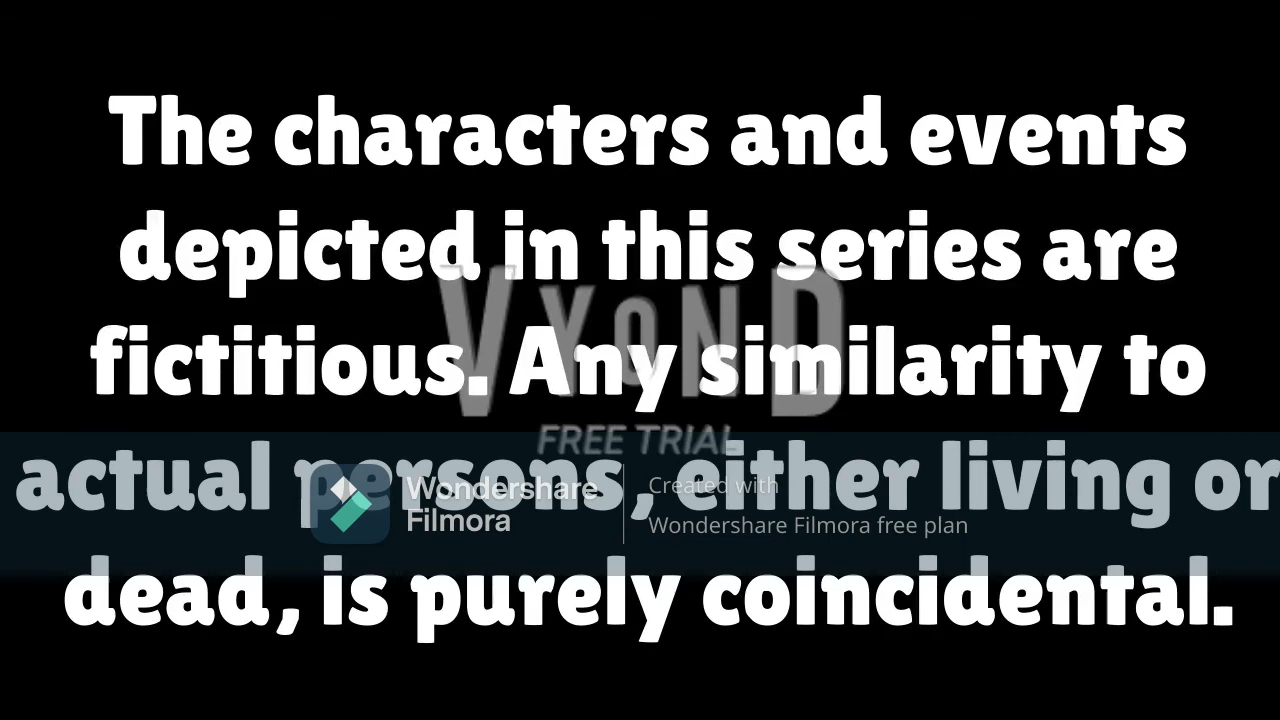 The characters and events
depicted in this series are
VYOND
fictitious. Any similarity to
FREE TRIAL
actual persons, either living or
Wondershare
Filmora
Created with
Wondershare Filmora free plan
dead, is purely coincidental.